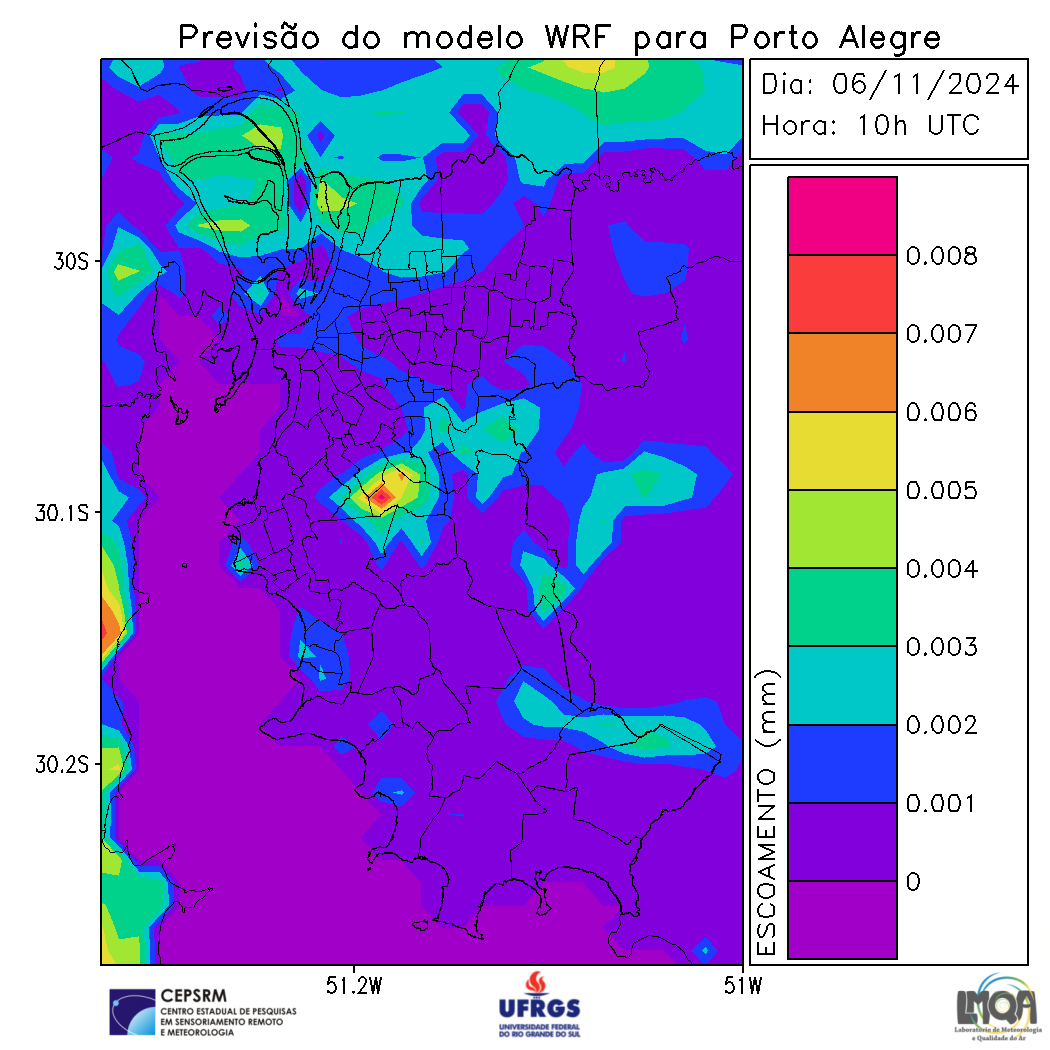 Previsão do modelo WRF para Porto Alegre
Dia: 06/11/2024
Hora: 10h UTC
0.008
0.007
0.006
0.005
0.004
0.003
0.002
0.001
0
ESCOAMENTO (mm)
30S
30.1S
30.2S
51.2W
51W
CEPSRM
CENTRO ESTADUAL DE PESQUISAS
EM SENSORIAMENTO REMOTO
E METEOROLOGIA
UFRGS
UNIVERSIDADE FEDERAL
DO RIO GRANDE DO SUL
LMQA
Laboratório de Meteorologia
e Qualidade do Ar